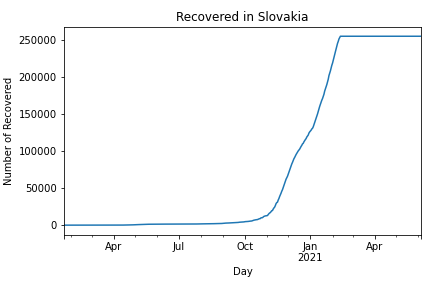 Recovered in Slovakia
Number of Recovered
250000
200000
150000
100000
50000
0
Apr Jul Oct Jan Apr
2021
Day